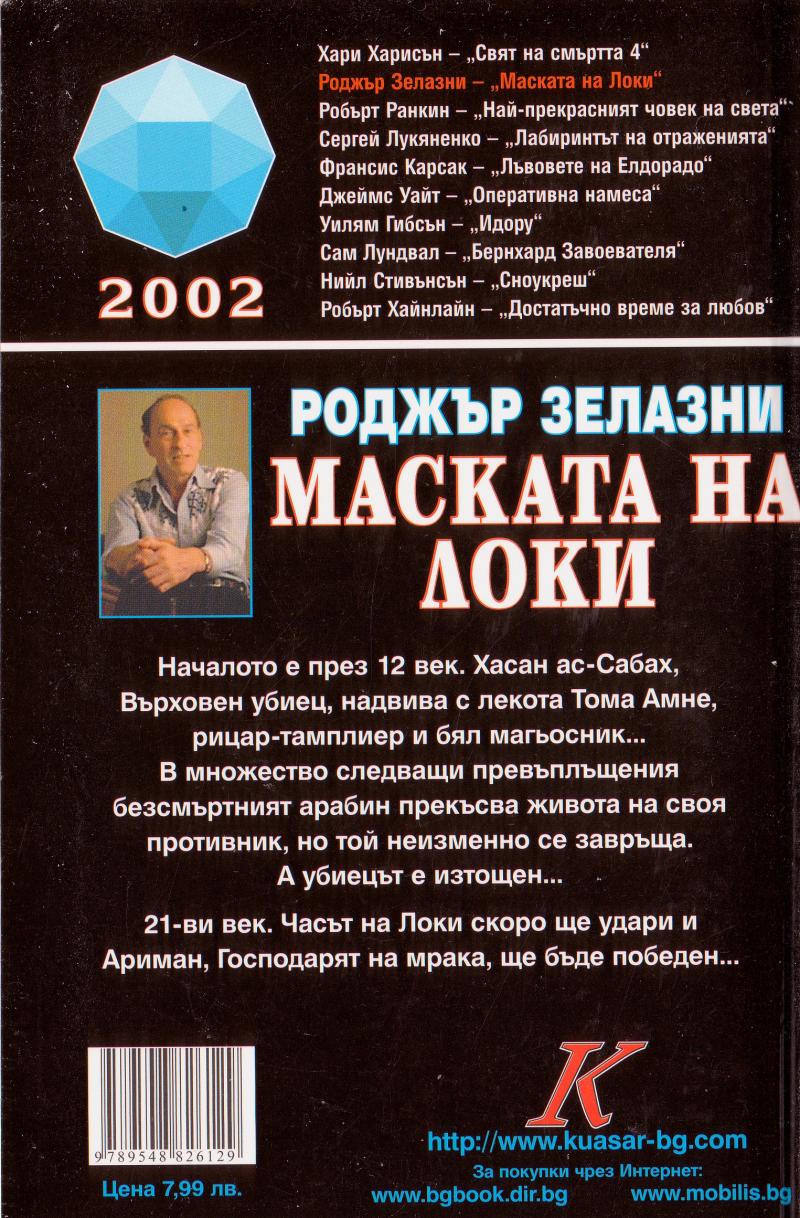 Хари Харисън – „Свят на смъртта 4“
Роджър Зелазни – „Маската на Локи“
Робърт Ранкин – „Най-прекрасният човек на света“
Сергей Лукяненко – „Лабиринтът на отраженията“
Франсис Карсак – „Лъвовете на Елдорадо“
Джеймс Уайт – „Оперативна намеса“
Уилям Гибсън – „Идору“
Сам Лундвал – „Бернхард Завоевателя“
Нийл Стивънсън – „Сноукреш“
Робърт Хайнлайн – „Достатъчно време за любов“
2002
РОДЖЪР ЗЕЛАЗНИ
МАСКАТА НА
ЛОКИ
Началото е през 12 век. Хасан ас-Сабах,
Върховен убиец, надвива с лекота Тома Амне,
рицар-тамплиер и бял магьосник...
В множество следващи превъплъщения
безсмъртният арабин прекъсва живота на своя
противник, но той неизменно се завръща.
А убиецът е изтощен...
21-ви век. Часът на Локи скоро ще удари и
Ариман, Господарят на мрака, ще бъде победен...
9 789548 826129
Цена 7,99 лв.
K
http://www.kuasar-bg.com
За покупки чрез Интернет:
www.bgbook.dir.bg www.mobilis.bg